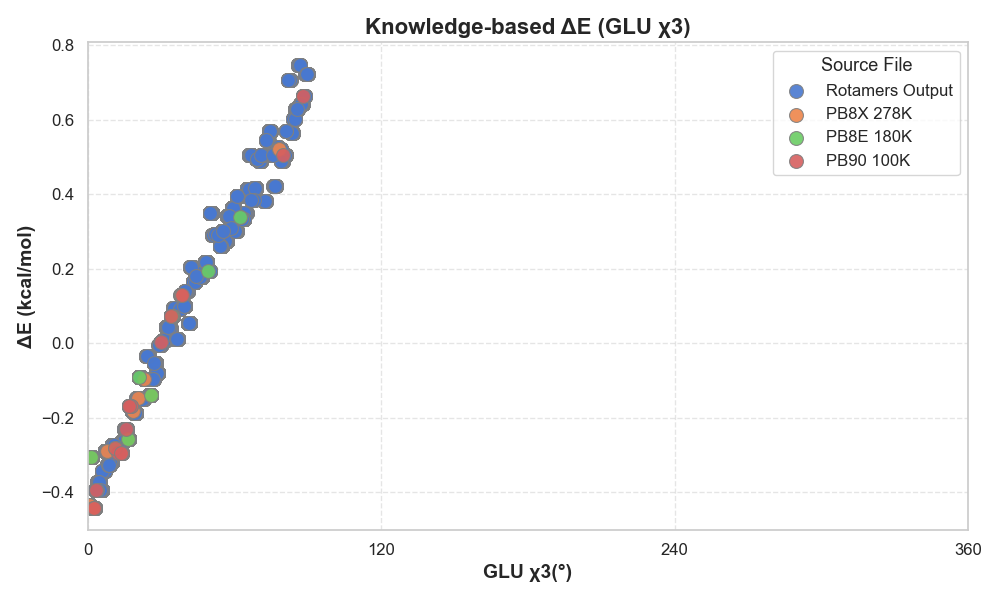 Knowledge-based ΔE (GLU χ3)
Source File
Rotamers Output
PB8X 278K
PB8E 180K
PB90 100K
ΔE (kcal/mol)
0.8
0.6
0.4
0.2
0.0
−0.2
−0.4
0
120
240
360
GLU χ3(°)